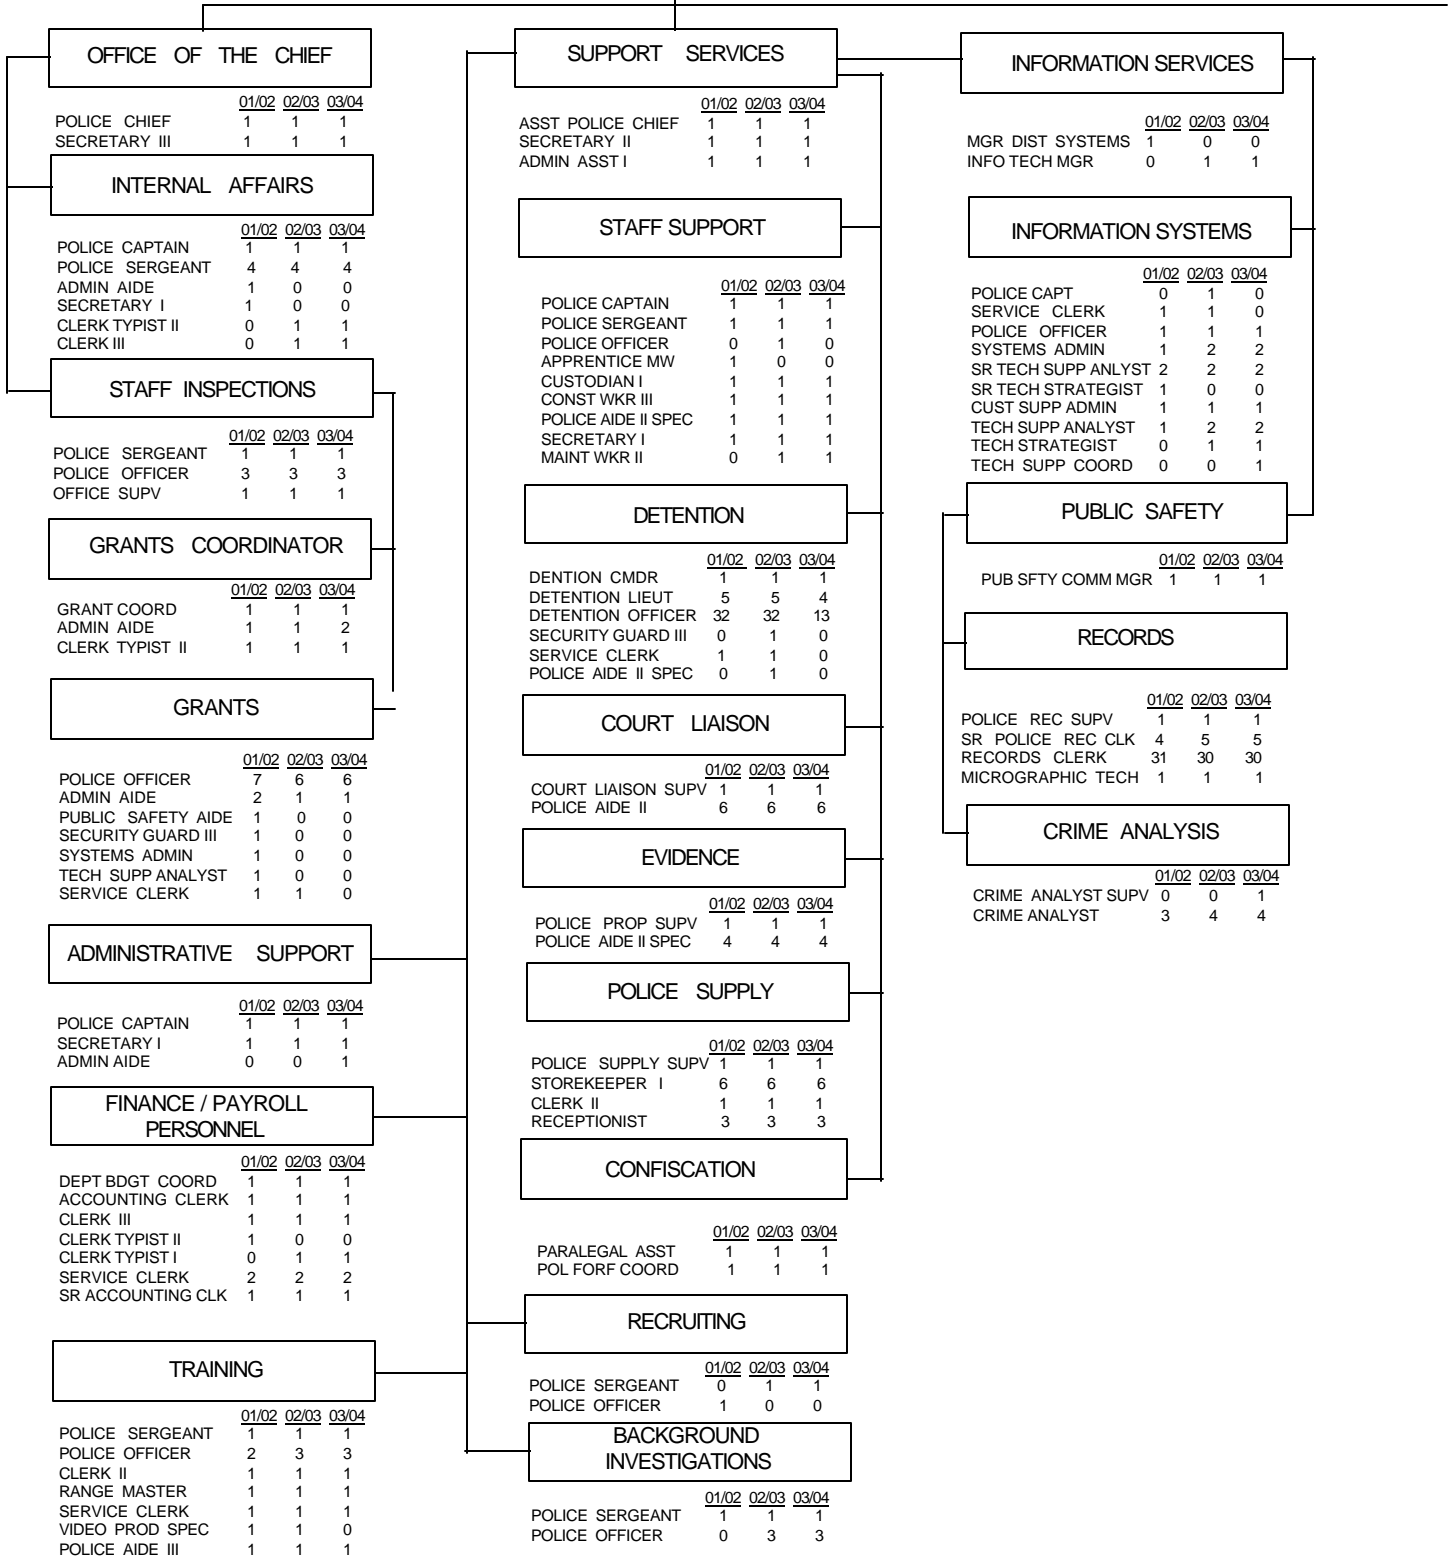 OFFICE OF THE CHIEF
01/02 02/03 03/04
POLICE CHIEF 1 1 1
SECRETARY III 1 1 1
INTERNAL AFFAIRS
01/02 02/03 03/04
POLICE CAPTAIN 1 1 1
POLICE SERGEANT 4 4 4
ADMIN AIDE 1 0 0
SECRETARY I 1 0 0
CLERK TYPIST II 0 1 1
CLERK III 0 1 1
STAFF INSPECTIONS
01/02 02/03 03/04
POLICE SERGEANT 1 1 1
POLICE OFFICER 3 3 3
OFFICE SUPV 1 1 1
GRANTS COORDINATOR
01/02 02/03 03/04
GRANT COORD 1 1 1
ADMIN AIDE 1 1 2
CLERK TYPIST II 1 1 1
GRANTS
01/02 02/03 03/04
POLICE OFFICER 7 6 6
ADMIN AIDE 2 1 1
PUBLIC SAFETY AIDE 1 0 0
SECURITY GUARD III 1 0 0
SYSTEMS ADMIN 1 0 0
TECH SUPP ANALYST 1 0 0
SERVICE CLERK 1 1 0
ADMINISTRATIVE SUPPORT
01/02 02/03 03/04
POLICE CAPTAIN 1 1 1
SECRETARY I 1 1 1
ADMIN AIDE 0 0 1
FINANCE / PAYROLL
PERSONNEL
01/02 02/03 03/04
DEPT BDGT COORD 1 1 1
ACCOUNTING CLERK 1 1 1
CLERK III 1 1 1
CLERK TYPIST II 1 0 0
CLERK TYPIST I 0 1 1
SERVICE CLERK 2 2 2
SR ACCOUNTING CLK 1 1 1
TRAINING
01/02 02/03 03/04
POLICE SERGEANT 1 1 1
POLICE OFFICER 2 3 3
CLERK II 1 1 1
RANGE MASTER 1 1 1
SERVICE CLERK 1 1 1
VIDEO PROD SPEC 1 1 0
POLICE AIDE III 1 1 1
SUPPORT SERVICES
01/02 02/03 03/04
ASST POLICE CHIEF 1 1 1
SECRETARY II 1 1 1
ADMIN ASST I 1 1 1
STAFF SUPPORT
01/02 02/03 03/04
POLICE CAPTAIN 1 1 1
POLICE SERGEANT 1 1 1
POLICE OFFICER 0 1 0
APPRENTICE MW 1 0 0
CUSTODIAN I 1 1 1
CONST WKR III 1 1 1
POLICE AIDE II SPEC 1 1 1
SECRETARY I 1 1 1
MAINT WKR II 0 1 1
DETENTION
01/02 02/03 03/04
DENTION CMDR 1 1 1
DETENTION LIEUT 5 5 4
DETENTION OFFICER 32 32 13
SECURITY GUARD III 0 1 0
SERVICE CLERK 1 1 0
POLICE AIDE II SPEC 0 1 0
COURT LIAISON
01/02 02/03 03/04
COURT LIAISON SUPV 1 1 1
POLICE AIDE II 6 6 6
EVIDENCE
01/02 02/03 03/04
POLICE PROP SUPV 1 1 1
POLICE AIDE II SPEC 4 4 4
POLICE SUPPLY
01/02 02/03 03/04
POLICE SUPPLY SUPV 1 1 1
STOREKEEPER I 6 6 6
CLERK II 1 1 1
RECEPTIONIST 3 3 3
CONFISCATION
01/02 02/03 03/04
PARALEGAL ASST 1 1 1
POL FORF COORD 1 1 1
RECRUITING
01/02 02/03 03/04
POLICE SERGEANT 0 1 1
POLICE OFFICER 1 0 0
BACKGROUND
INVESTIGATIONS
01/02 02/03 03/04
POLICE SERGEANT 1 1 1
POLICE OFFICER 0 3 3
INFORMATION SERVICES
01/02 02/03 03/04
MGR DIST SYSTEMS 1 0 0
INFO TECH MGR 0 1 1
INFORMATION SYSTEMS
01/02 02/03 03/04
POLICE CAPT 0 1 0
SERVICE CLERK 1 1 0
POLICE OFFICER 1 1 1
SYSTEMS ADMIN 1 2 2
SR TECH SUPP ANLYST 2 2 2
SR TECH STRATEGIST 1 0 0
CUST SUPP ADMIN 1 1 1
TECH SUPP ANALYST 1 2 2
TECH STRATEGIST 0 1 1
TECH SUPP COORD 0 0 1
PUBLIC SAFETY
01/02 02/03 03/04
PUB SFTY COMM MGR 1 1 1
RECORDS
01/02 02/03 03/04
POLICE REC SUPV 1 1 1
SR POLICE REC CLK 4 5 5
RECORDS CLERK 31 30 30
MICROGRAPHIC TECH 1 1 1
CRIME ANALYSIS
01/02 02/03 03/04
CRIME ANALYST SUPV 0 0 1
CRIME ANALYST 3 4 4